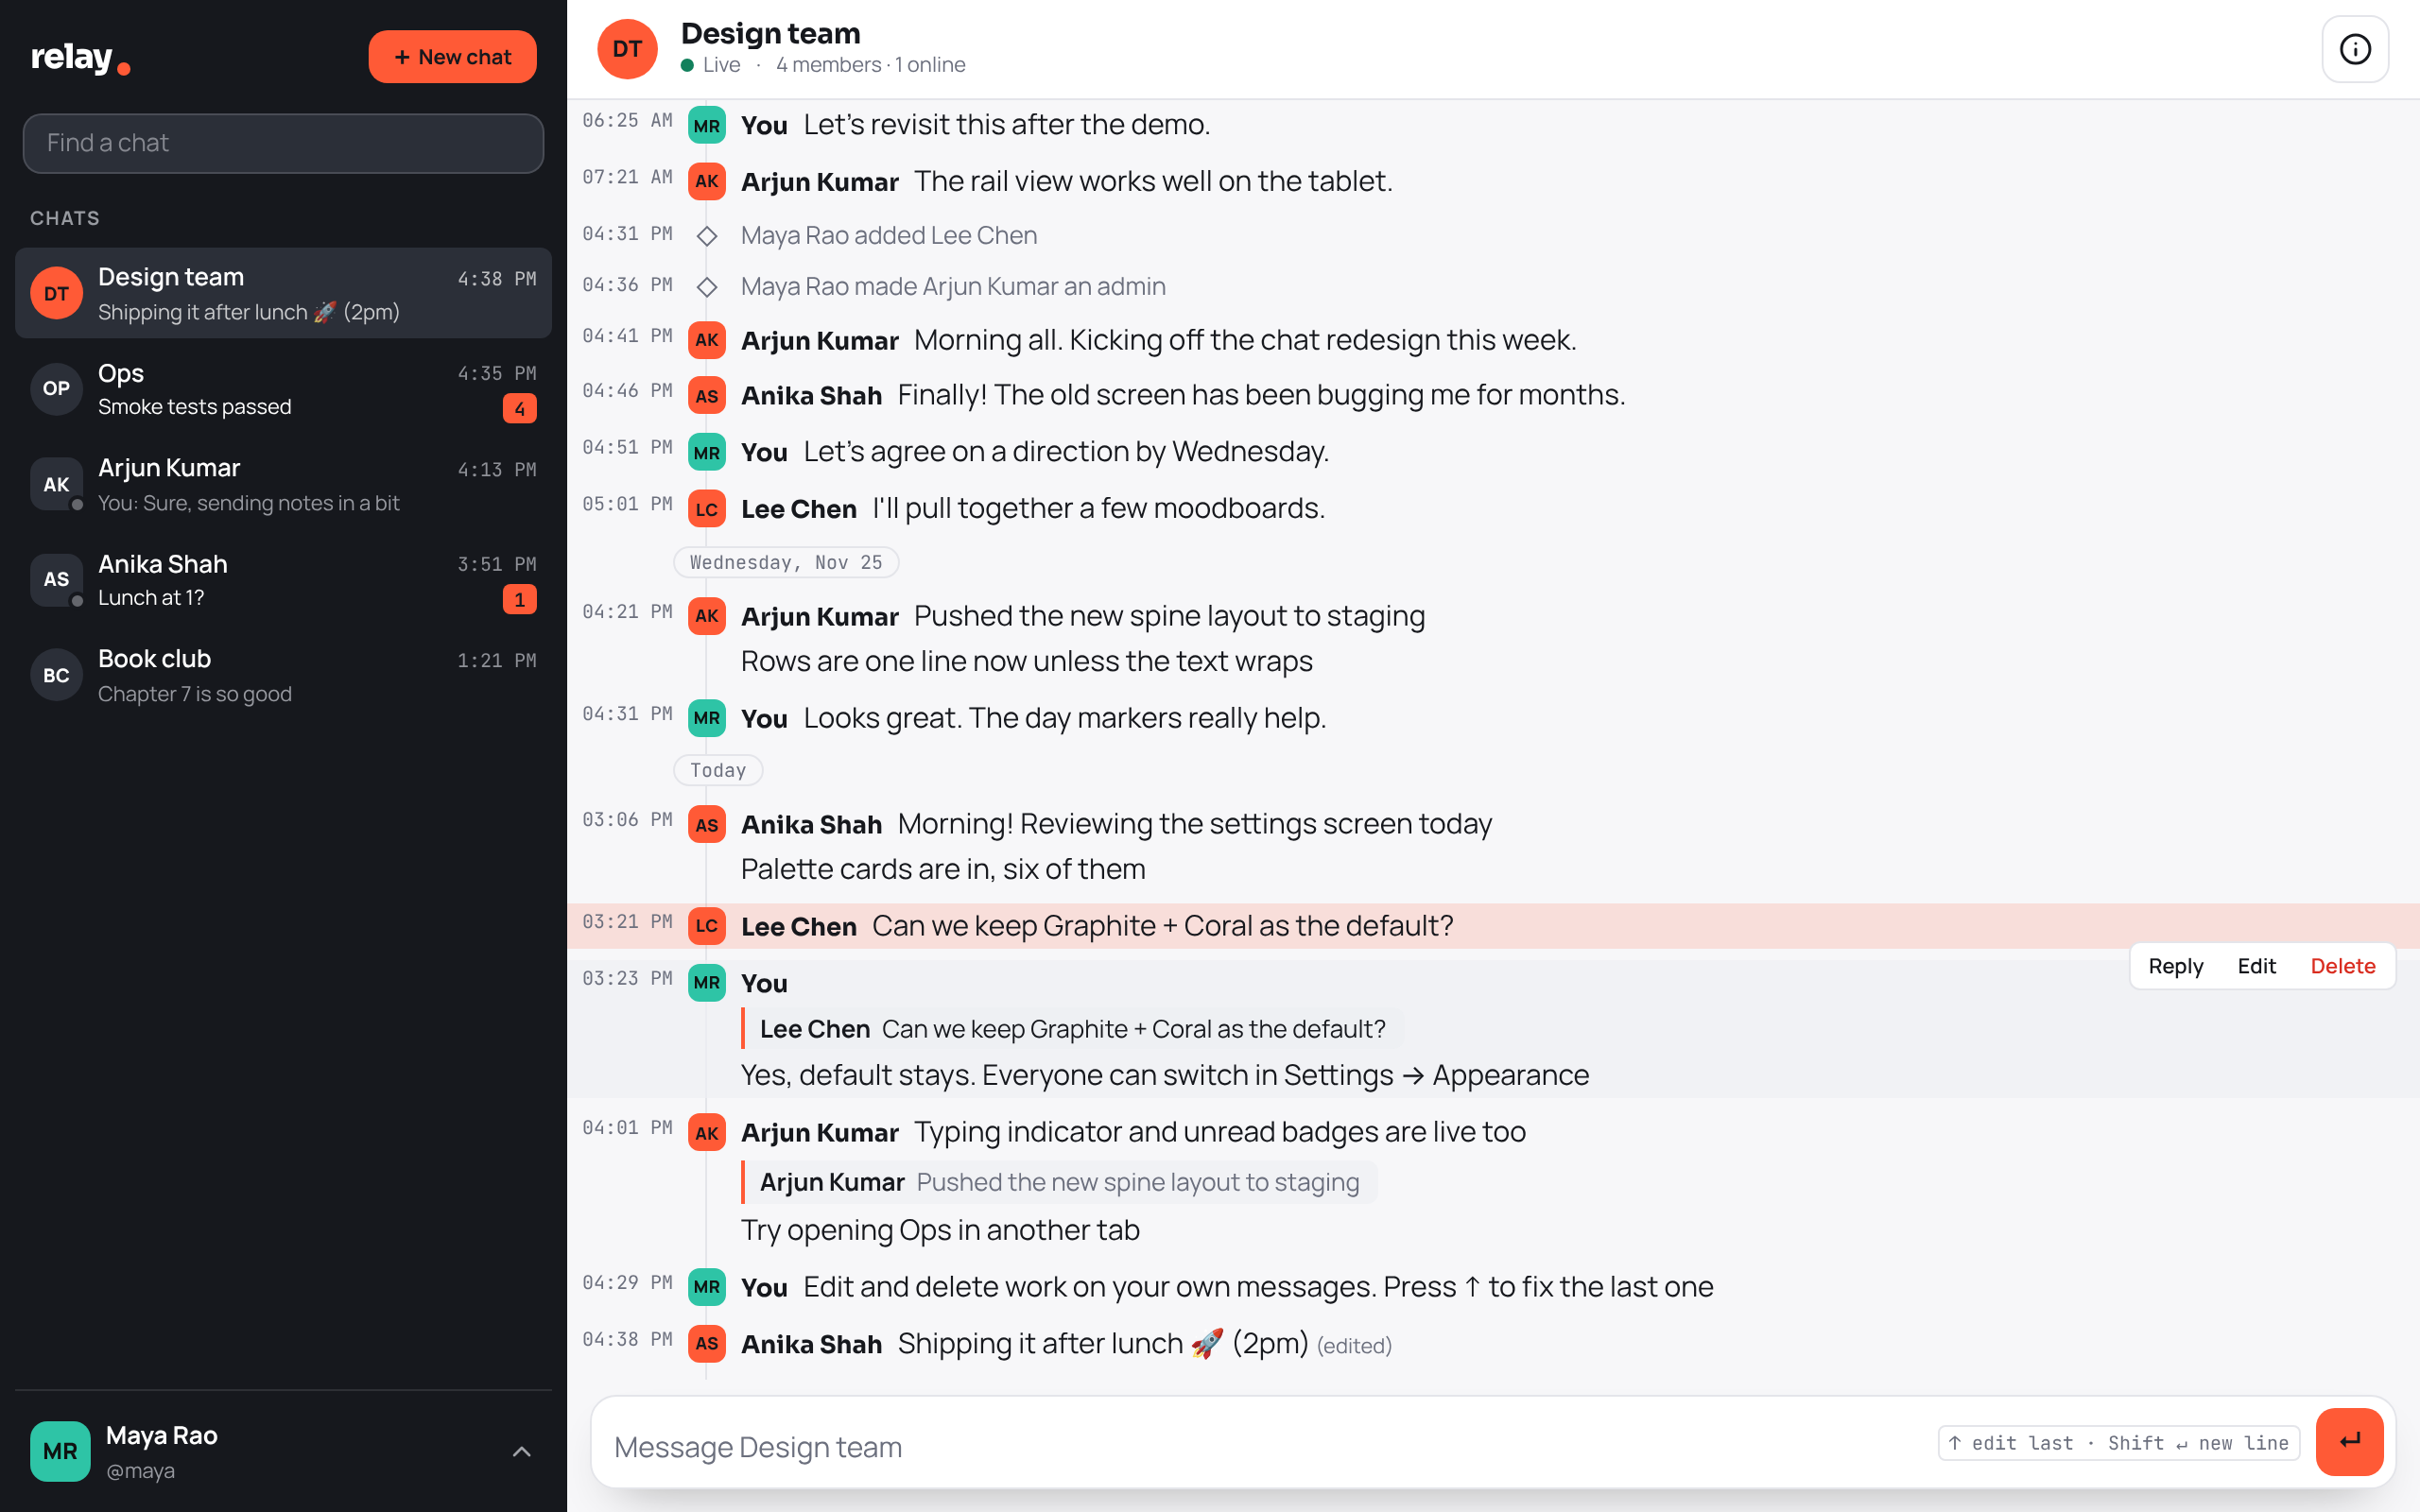 relay.
+ New chat
Find a chat
CHATS
DT
Design team
4:38 PM
Shipping it after lunch 🚀 (2pm)
OP
Ops
4:35 PM
Smoke tests passed
4
AK
Arjun Kumar
4:13 PM
You: Sure, sending notes in a bit
AS
Anika Shah
3:51 PM
Lunch at 1?
1
BC
Book club
1:21 PM
Chapter 7 is so good
MR
Maya Rao
@maya
DT
Design team
Live · 4 members · 1 online
06:25 AM MR You Let's revisit this after the demo.
07:21 AM AK Arjun Kumar The rail view works well on the tablet.
04:31 PM Maya Rao added Lee Chen
04:36 PM Maya Rao made Arjun Kumar an admin
04:41 PM AK Arjun Kumar Morning all. Kicking off the chat redesign this week.
04:46 PM AS Anika Shah Finally! The old screen has been bugging me for months.
04:51 PM MR You Let's agree on a direction by Wednesday.
05:01 PM LC Lee Chen I'll pull together a few moodboards.
Wednesday, Nov 25
04:21 PM AK Arjun Kumar Pushed the new spine layout to staging
Rows are one line now unless the text wraps
04:31 PM MR You Looks great. The day markers really help.
Today
03:06 PM AS Anika Shah Morning! Reviewing the settings screen today
Palette cards are in, six of them
03:21 PM LC Lee Chen Can we keep Graphite + Coral as the default?
Reply Edit Delete
03:23 PM MR You
Lee Chen Can we keep Graphite + Coral as the default?
Yes, default stays. Everyone can switch in Settings → Appearance
04:01 PM AK Arjun Kumar Typing indicator and unread badges are live too
Arjun Kumar Pushed the new spine layout to staging
Try opening Ops in another tab
04:29 PM MR You Edit and delete work on your own messages. Press ↑ to fix the last one
04:38 PM AS Anika Shah Shipping it after lunch 🚀 (2pm) (edited)
Message Design team
↑ edit last · Shift ↵ new line